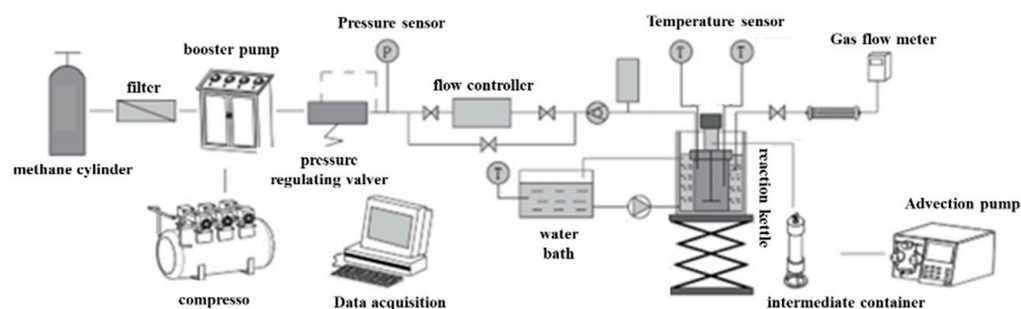 Pressure sensor
Temperature sensor
Gas flow meter
booster pump
filter
flow controller
P
T
T
methane cylinder
pressure
regulating valver
T
reaction kettle
water
bath
Advection pump
compresso
Data acquisition
intermediate container